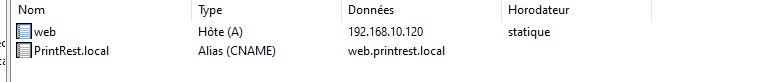 Nom Type Données Horodateur
web Hôte (A) 192.168.10.120 statique
PrintRest.local Alias (CNAME) web.printrest.local